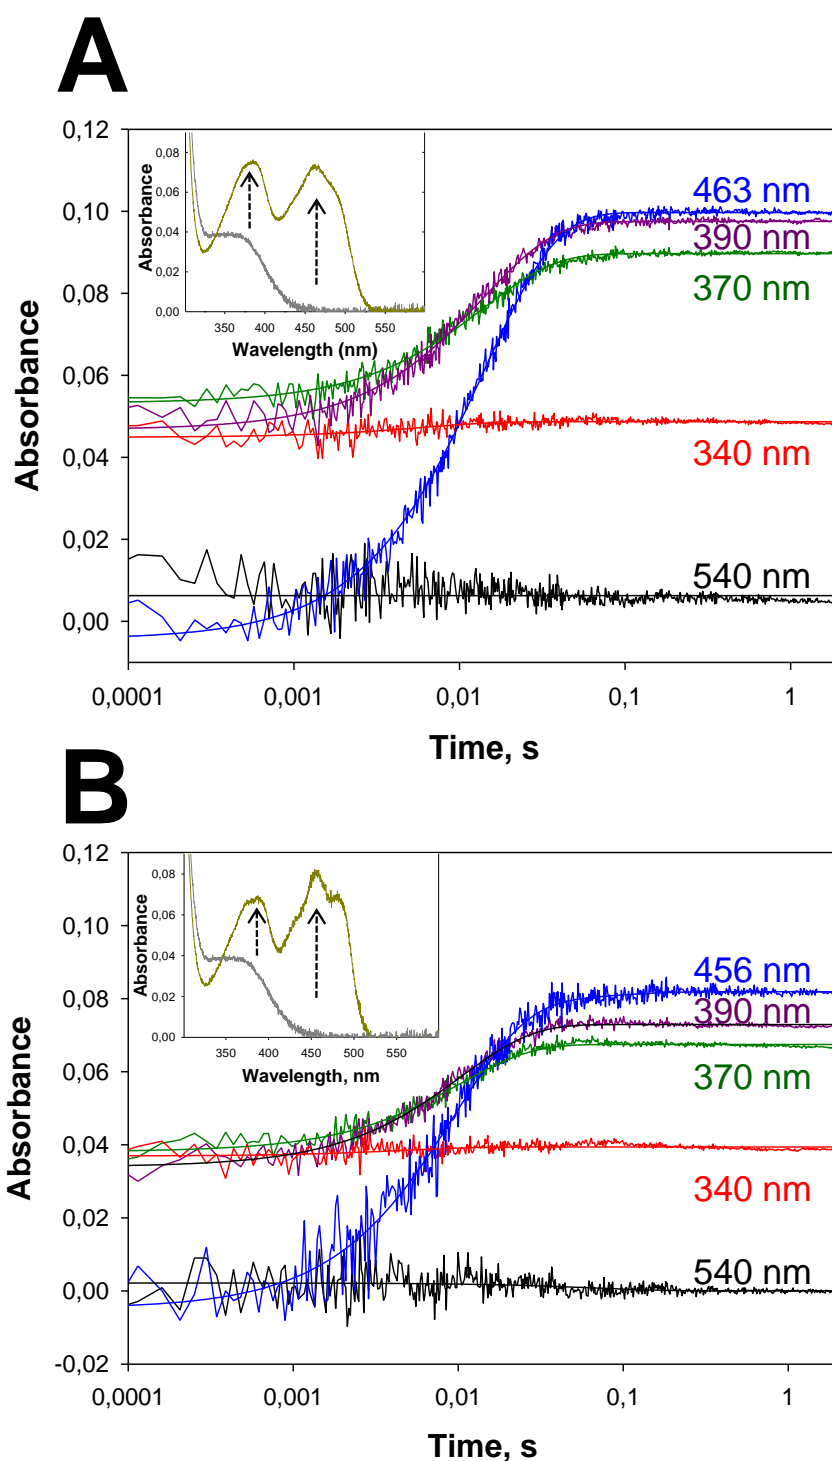 A
0,12
0,10
0,08
0,06
0,04
0,02
0,00
Absorbance
0,08
0,06
0,04
0,02
0,00
Absorbance
350 400 450 500 550
Wavelength (nm)
463 nm
390 nm
370 nm
340 nm
540 nm
0,0001 0,001 0,01 0,1 1
Time, s
B
0,12
0,10
0,08
0,06
0,04
0,02
0,00
-0,02
Absorbance
0,08
0,06
0,04
0,02
0,00
Absorbance
350 400 450 500 550
Wavelength, nm
456 nm
390 nm
370 nm
340 nm
540 nm
0,0001 0,001 0,01 0,1 1
Time, s